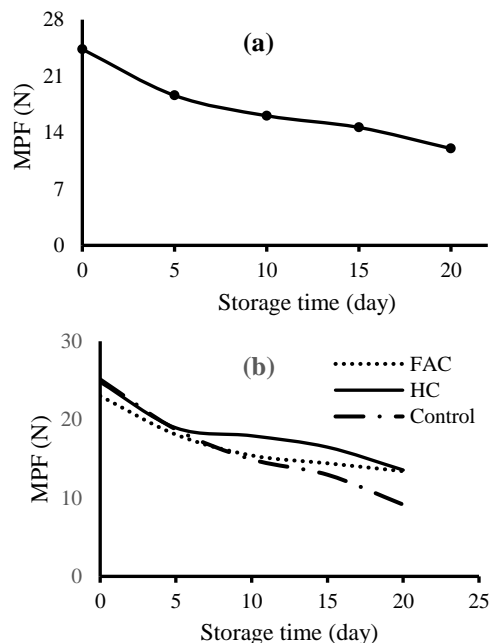 28
(a)
21
MPF (N)
14
7
0
0 5 10 15 20
Storage time (day)
30
(b)
FAC
HC
Control
20
MPF (N)
10
0
0 5 10 15 20 25
Storage time (day)